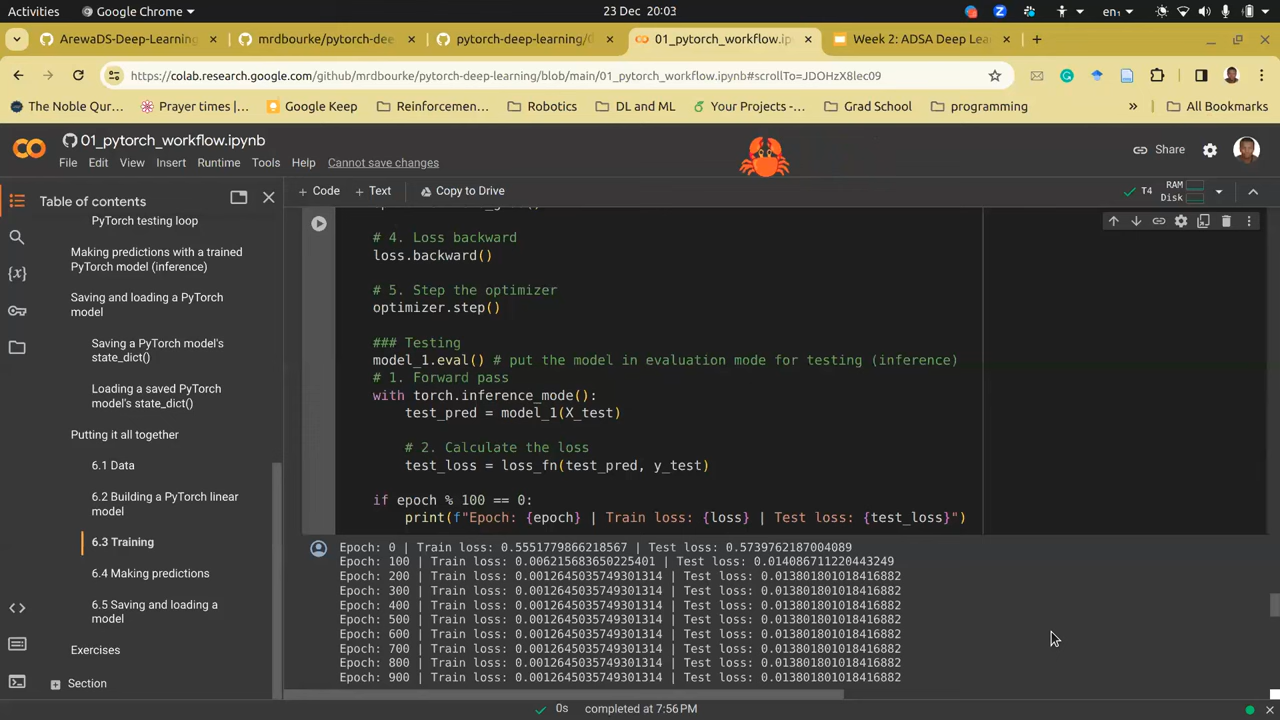 Activities
Google Chrome
23 Dec 20:03
en₁
ArewaDS-Deep-Learning
mrdbourke/pytorch-dee
pytorch-deep-learning/d
01_pytorch_workflow.ip
Week 2: ADSA Deep Lea
https://colab.research.google.com/github/mrdbourke/pytorch-deep-learning/blob/main/01_pytorch_workflow.ipynb#scrollTo=JDOHzX8lec09
The Noble Qur...
Prayer times |...
Google Keep
Reinforcemen...
Robotics
DL and ML
Your Projects -...
Grad School
programming
All Bookmarks
01_pytorch_workflow.ipynb
File Edit View Insert Runtime Tools Help Cannot save changes
Share
Table of contents
+ Code + Text Copy to Drive
T4
RAM
Disk
PyTorch testing loop
Making predictions with a trained
PyTorch model (inference)
Saving and loading a PyTorch
model
Saving a PyTorch model's
state_dict()
Loading a saved PyTorch
model's state_dict()
Putting it all together
6.1 Data
6.2 Building a PyTorch linear
model
6.3 Training
6.4 Making predictions
6.5 Saving and loading a
model
Exercises
Section
# 4. Loss backward
loss.backward()
# 5. Step the optimizer
optimizer.step()
### Testing
model_1.eval() # put the model in evaluation mode for testing (inference)
# 1. Forward pass
with torch.inference_mode():
test_pred = model_1(X_test)
# 2. Calculate the loss
test_loss = loss_fn(test_pred, y_test)
if epoch % 100 == 0:
print(f"Epoch: {epoch} | Train loss: {loss} | Test loss: {test_loss}")
Epoch: 0 | Train loss: 0.5551779866218567 | Test loss: 0.5739762187004089
Epoch: 100 | Train loss: 0.006215683650225401 | Test loss: 0.014086711220443249
Epoch: 200 | Train loss: 0.0012645035749301314 | Test loss: 0.013801801018416882
Epoch: 300 | Train loss: 0.0012645035749301314 | Test loss: 0.013801801018416882
Epoch: 400 | Train loss: 0.0012645035749301314 | Test loss: 0.013801801018416882
Epoch: 500 | Train loss: 0.0012645035749301314 | Test loss: 0.013801801018416882
Epoch: 600 | Train loss: 0.0012645035749301314 | Test loss: 0.013801801018416882
Epoch: 700 | Train loss: 0.0012645035749301314 | Test loss: 0.013801801018416882
Epoch: 800 | Train loss: 0.0012645035749301314 | Test loss: 0.013801801018416882
Epoch: 900 | Train loss: 0.0012645035749301314 | Test loss: 0.013801801018416882
0s completed at 7:56 PM